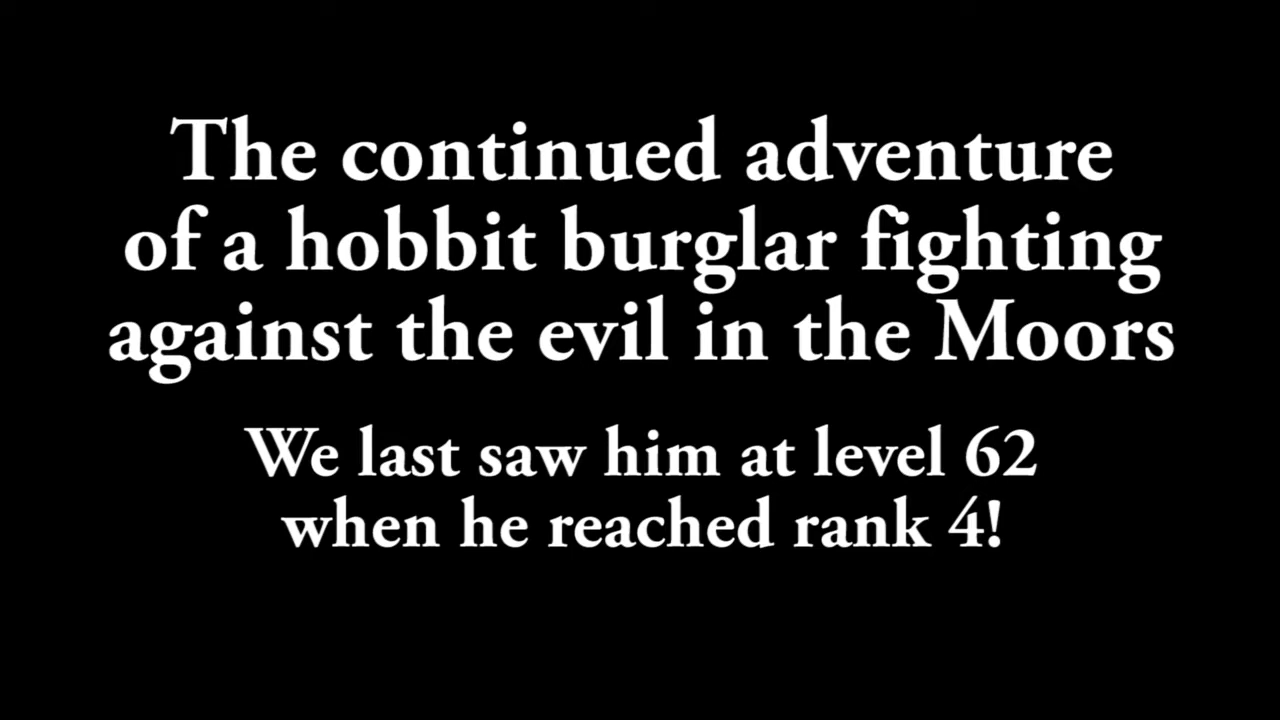 The continued adventure
of a hobbit burglar fighting
against the evil in the Moors
We last saw him at level 62
when he reached rank 4!